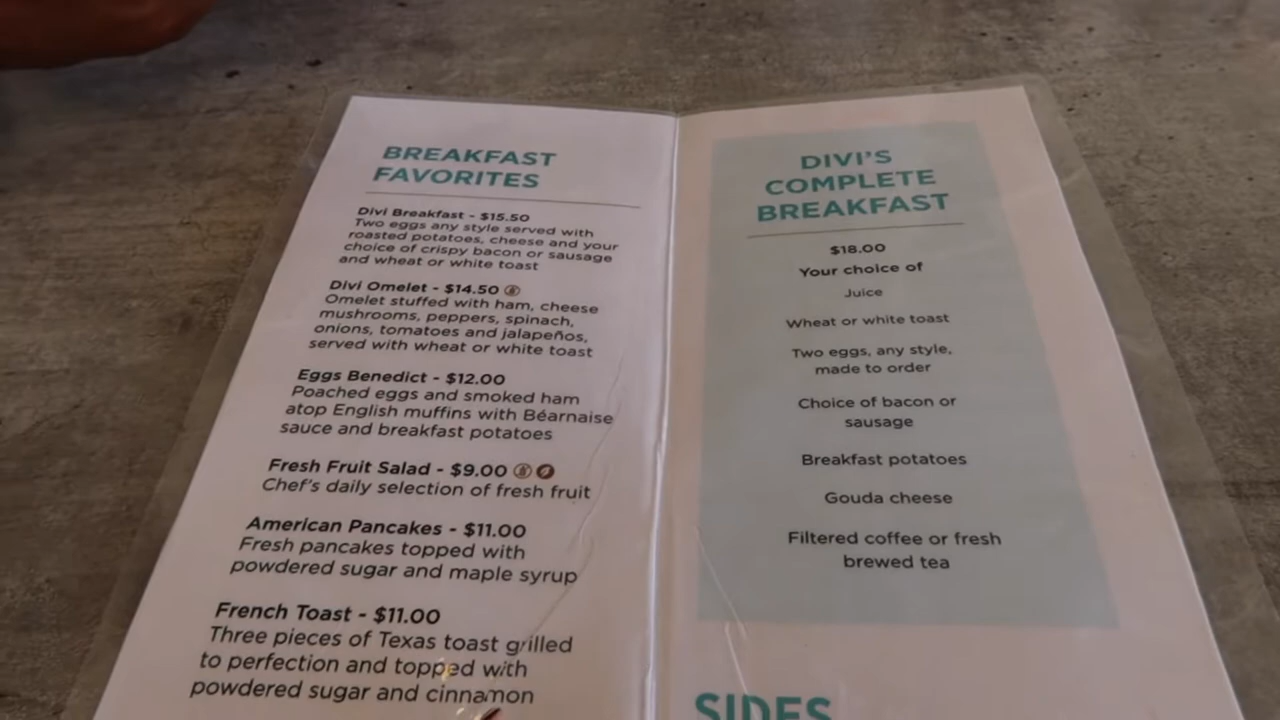 BREAKFAST
FAVORITES
Divi Breakfast - $15.50
Two eggs any style served with
roasted potatoes, cheese and your
choice of crispy bacon or sausage
and wheat or white toast
Divi Omelet - $14.50
Omelet stuffed with ham, cheese
mushrooms, peppers, spinach,
onions, tomatoes and jalapeños,
served with wheat or white toast
Eggs Benedict - $12.00
Poached eggs and smoked ham
atop English muffins with Béarnaise
sauce and breakfast potatoes
Fresh Fruit Salad - $9.00
Chef's daily selection of fresh fruit
American Pancakes - $11.00
Fresh pancakes topped with
powdered sugar and maple syrup
French Toast - $11.00
Three pieces of Texas toast grilled
to perfection and topped with
powdered sugar and cinnamon
DIVI'S
COMPLETE
BREAKFAST
$18.00
Your choice of
Juice
Wheat or white toast
Two eggs, any style,
made to order
Choice of bacon or
sausage
Breakfast potatoes
Gouda cheese
Filtered coffee or fresh
brewed tea
SIDES